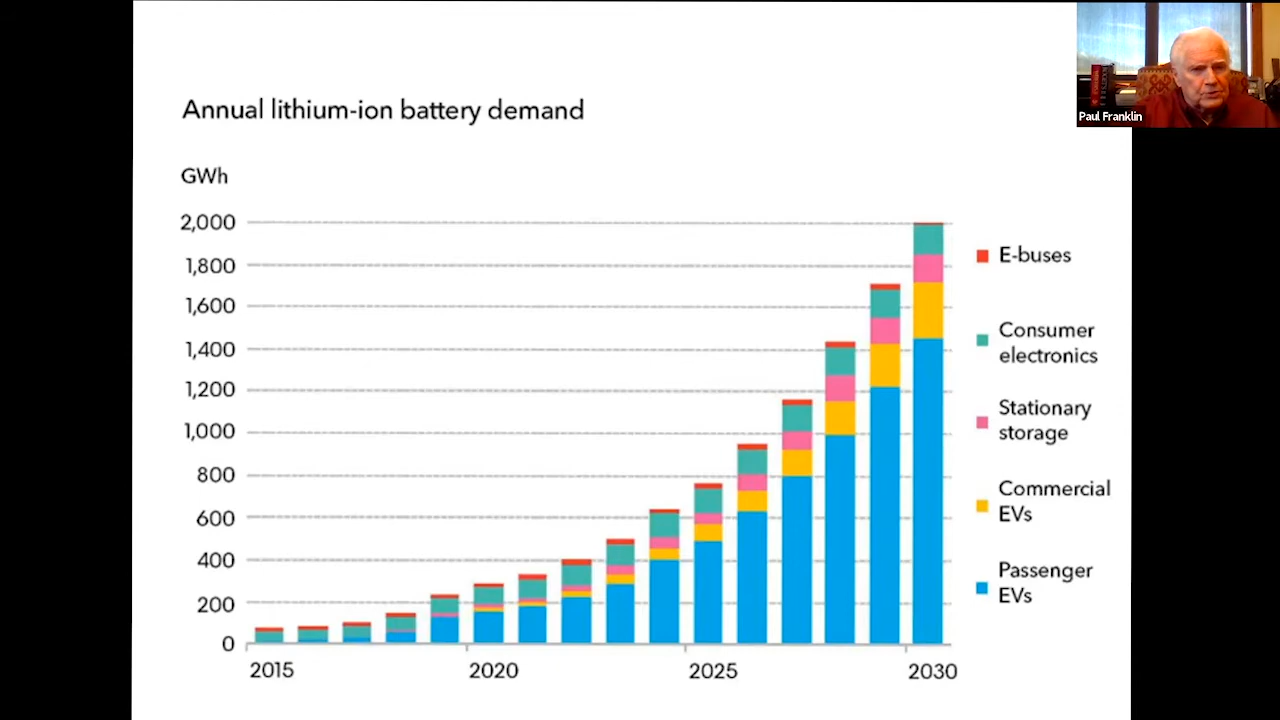 Paul Franklin
Annual lithium-ion battery demand
GWh
2,000
1,800
1,600
1,400
1,200
1,000
800
600
400
200
0
2015
2020
2025
2030
E-buses
Consumer
electronics
Stationary
storage
Commercial
EVs
Passenger
EVs